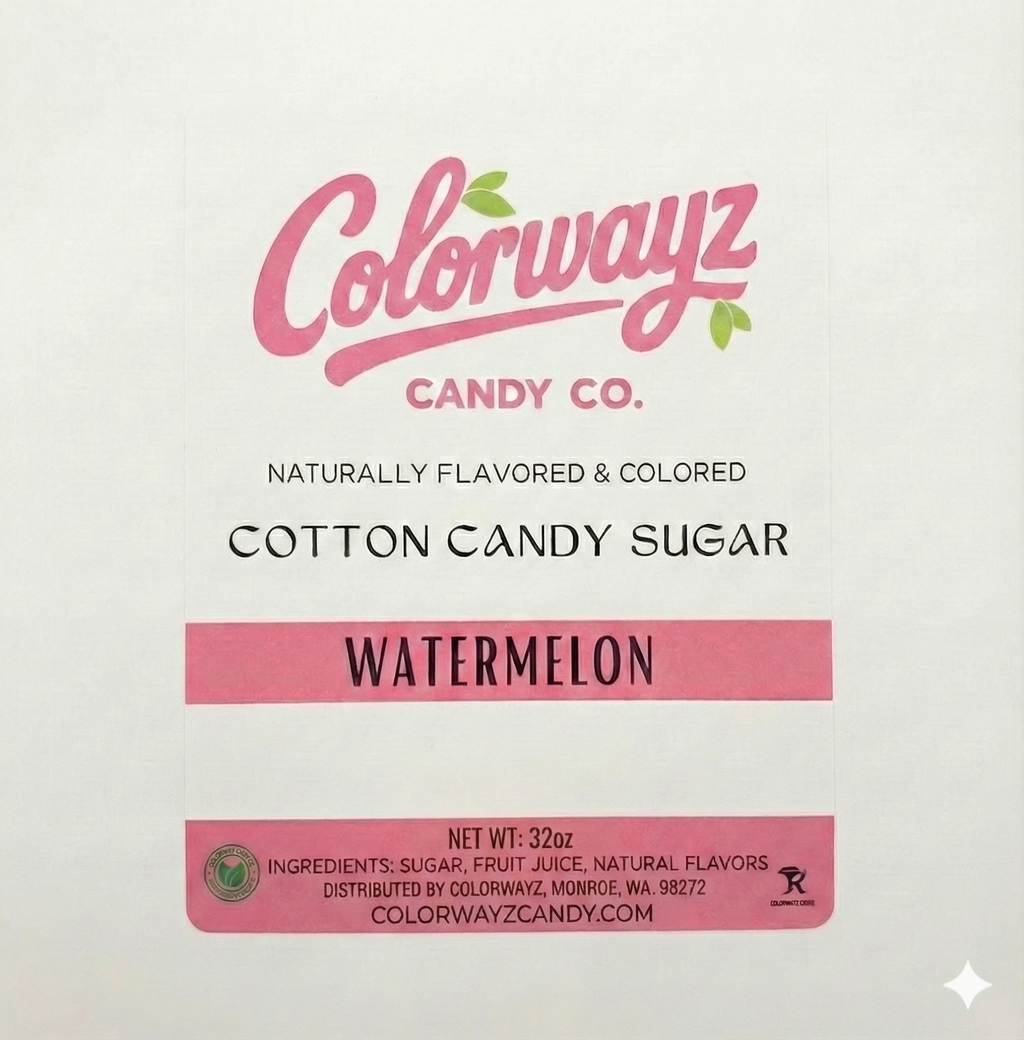 Colorwayz
CANDY CO.
NATURALLY FLAVORED & COLORED
COTTON CANDY SUGAR
WATERMELON
NET WT: 32oz
INGREDIENTS: SUGAR, FRUIT JUICE, NATURAL FLAVORS
DISTRIBUTED BY COLORWAYZ, MONROE, WA. 98272
COLORWAYZCANDY.COM